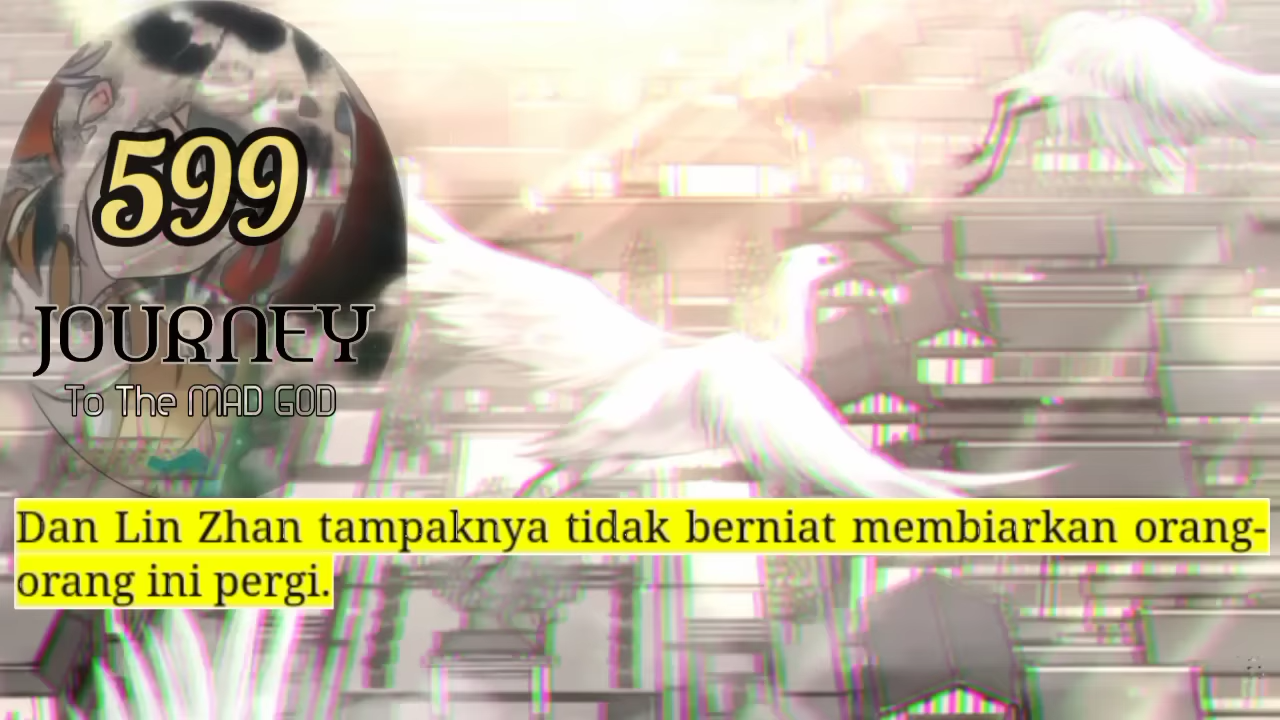 599
JOURNEY
To The MAD GOD
Dan Lin Zhan tampaknya tidak berniat membiarkan orang-
orang ini pergi.